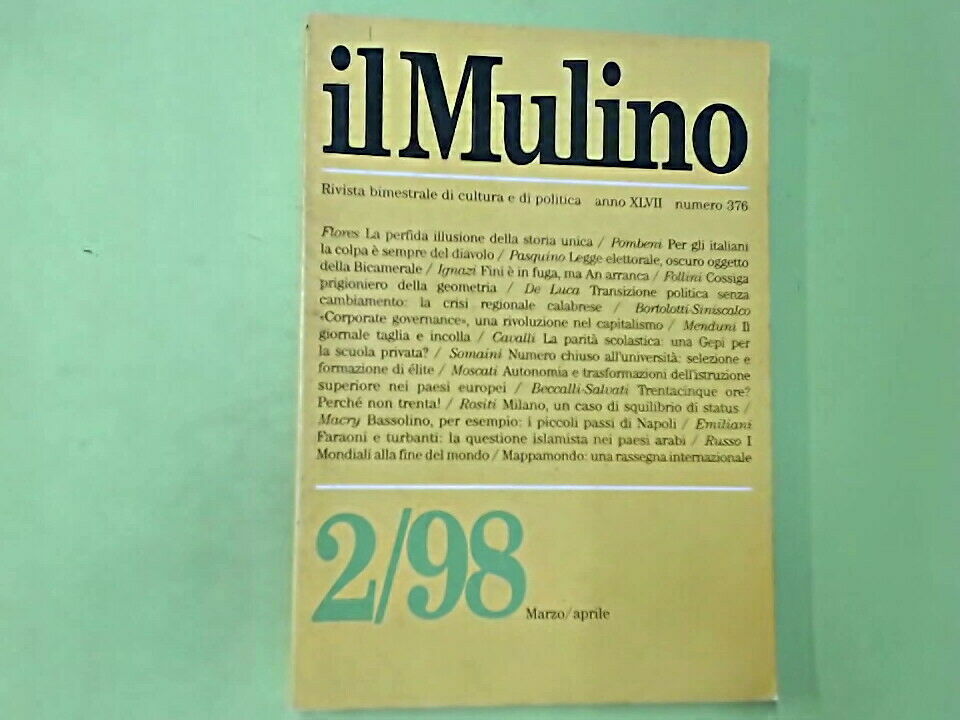 il Mulino
Rivista bimestrale di cultura e di politica anno XLVII numero 376
Flores La perfida illusione della storia unica / Pombeni Per gli italiani
la colpa è sempre del diavolo / Pasquino Legge elettorale, oscuro oggetto
della Bicamerale / Ignazi Fini è in fuga, ma An arranca / Follini Cossiga
prigioniero della geometria / De Luca Transizione politica senza
cambiamento: la crisi regionale calabrese / Bortolotti-Siniscalco
«Corporate governance», una rivoluzione nel capitalismo / Menduni Il
giornale taglia e incolla / Cavalli La parità scolastica: una Gepi per
la scuola privata? / Somaini Numero chiuso all'università: selezione e
formazione di élite / Moscati Autonomia e trasformazioni dell'istruzione
superiore nei paesi europei / Beccalli-Salvati Trentacinque ore?
Perché non trenta! / Rositi Milano, un caso di squilibrio di status /
Macry Bassolino, per esempio: i piccoli passi di Napoli / Emiliani
Faraoni e turbanti: la questione islamista nei paesi arabi / Russo I
Mondiali alla fine del mondo / Mappamondo: una rassegna internazionale
2/98
Marzo/aprile